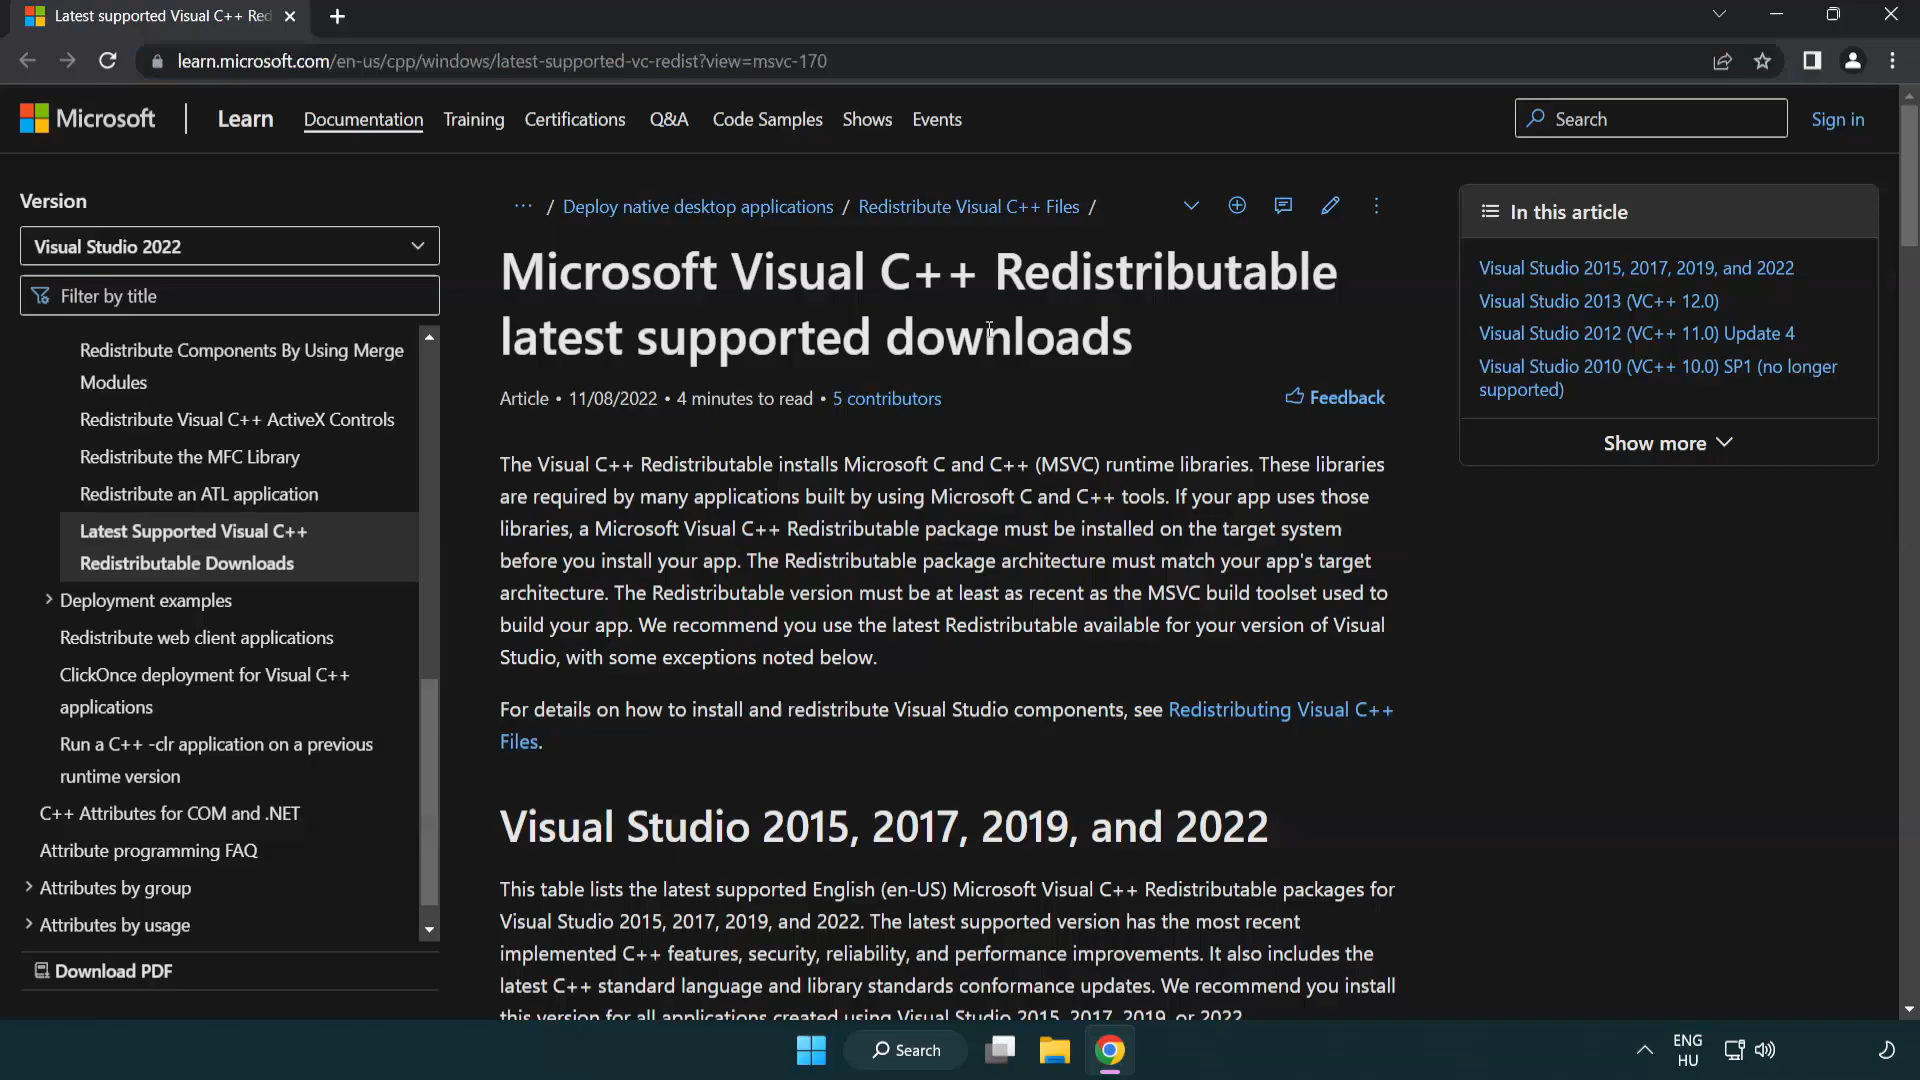 Latest supported Visual C++ Red
learn.microsoft.com/en-us/cpp/windows/latest-supported-vc-redist?view=msvc-170
Microsoft
Learn
Documentation
Training
Certifications
Q&A
Code Samples
Shows
Events
Search
Sign in
Version
Visual Studio 2022
Filter by title
Redistribute Components By Using Merge
Modules
Redistribute Visual C++ ActiveX Controls
Redistribute the MFC Library
Redistribute an ATL application
Latest Supported Visual C++
Redistributable Downloads
Deployment examples
Redistribute web client applications
ClickOnce deployment for Visual C++
applications
Run a C++ -clr application on a previous
runtime version
C++ Attributes for COM and .NET
Attribute programming FAQ
Attributes by group
Attributes by usage
Download PDF
··· / Deploy native desktop applications / Redistribute Visual C++ Files /
Microsoft Visual C++ Redistributable
latest supported downloads
Article • 11/08/2022 • 4 minutes to read • 5 contributors
Feedback
The Visual C++ Redistributable installs Microsoft C and C++ (MSVC) runtime libraries. These libraries
are required by many applications built by using Microsoft C and C++ tools. If your app uses those
libraries, a Microsoft Visual C++ Redistributable package must be installed on the target system
before you install your app. The Redistributable package architecture must match your app's target
architecture. The Redistributable version must be at least as recent as the MSVC build toolset used to
build your app. We recommend you use the latest Redistributable available for your version of Visual
Studio, with some exceptions noted below.
For details on how to install and redistribute Visual Studio components, see Redistributing Visual C++
Files.
Visual Studio 2015, 2017, 2019, and 2022
This table lists the latest supported English (en-US) Microsoft Visual C++ Redistributable packages for
Visual Studio 2015, 2017, 2019, and 2022. The latest supported version has the most recent
implemented C++ features, security, reliability, and performance improvements. It also includes the
latest C++ standard language and library standards conformance updates. We recommend you install
this version for all applications created using Visual Studio 2015, 2017, 2019, or 2022.
In this article
Visual Studio 2015, 2017, 2019, and 2022
Visual Studio 2013 (VC++ 12.0)
Visual Studio 2012 (VC++ 11.0) Update 4
Visual Studio 2010 (VC++ 10.0) SP1 (no longer
supported)
Show more
Search
ENG
HU